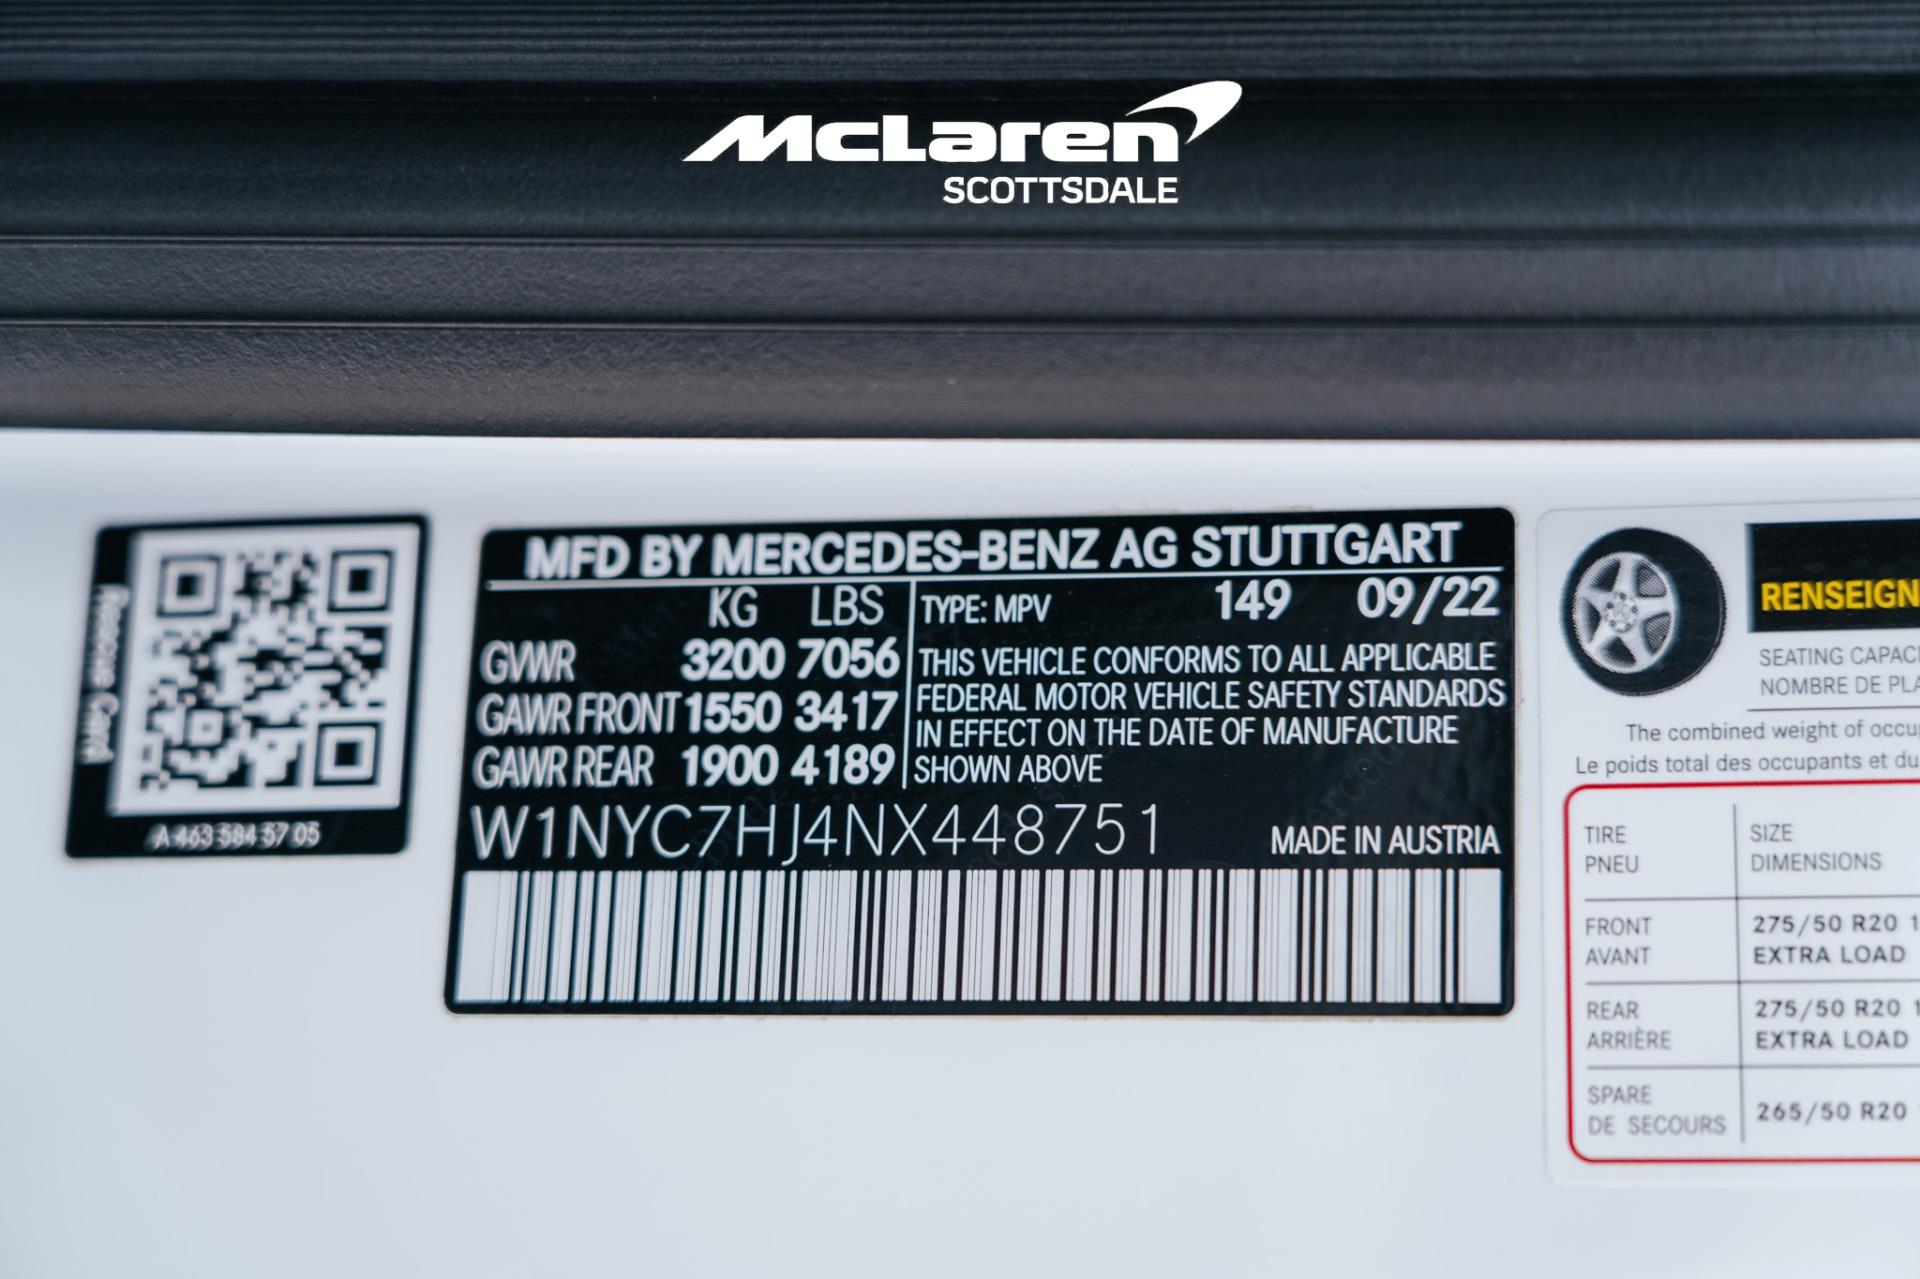 McLaren
SCOTTSDALE
Rescue Card
A 463 584 57 05
MFD BY MERCEDES-BENZ AG STUTTGART
KG LBS
GVWR 3200 7056
GAWR FRONT 1550 3417
GAWR REAR 1900 4189
TYPE: MPV 149 09/22
THIS VEHICLE CONFORMS TO ALL APPLICABLE
FEDERAL MOTOR VEHICLE SAFETY STANDARDS
IN EFFECT ON THE DATE OF MANUFACTURE
SHOWN ABOVE
W1NYC7HJ4NX448751
MADE IN AUSTRIA
RENSEIGN
SEATING CAPACI
NOMBRE DE PLA
The combined weight of occup
Le poids total des occupants et du
TIRE SIZE
PNEU DIMENSIONS
FRONT 275/50 R20 1
AVANT EXTRA LOAD
REAR 275/50 R20 1
ARRIÈRE EXTRA LOAD
SPARE
DE SECOURS 265/50 R20